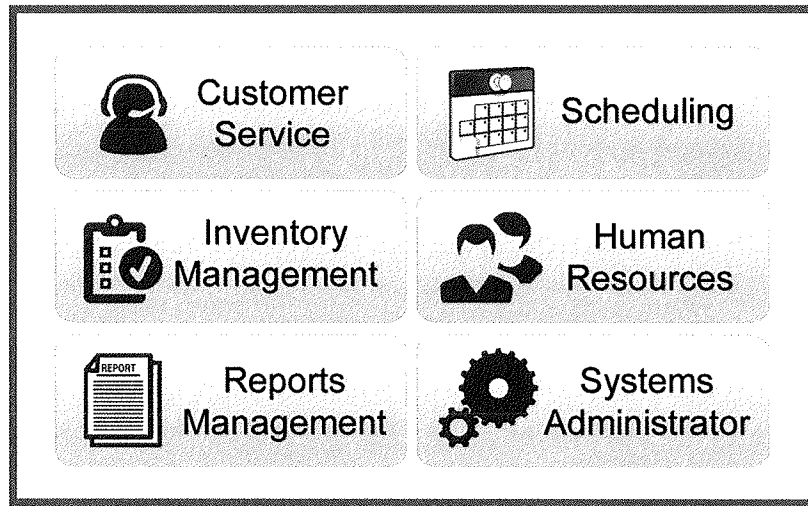 Customer
Service
Scheduling
Inventory
Management
Human
Resources
REPORT
Reports
Management
Systems
Administrator